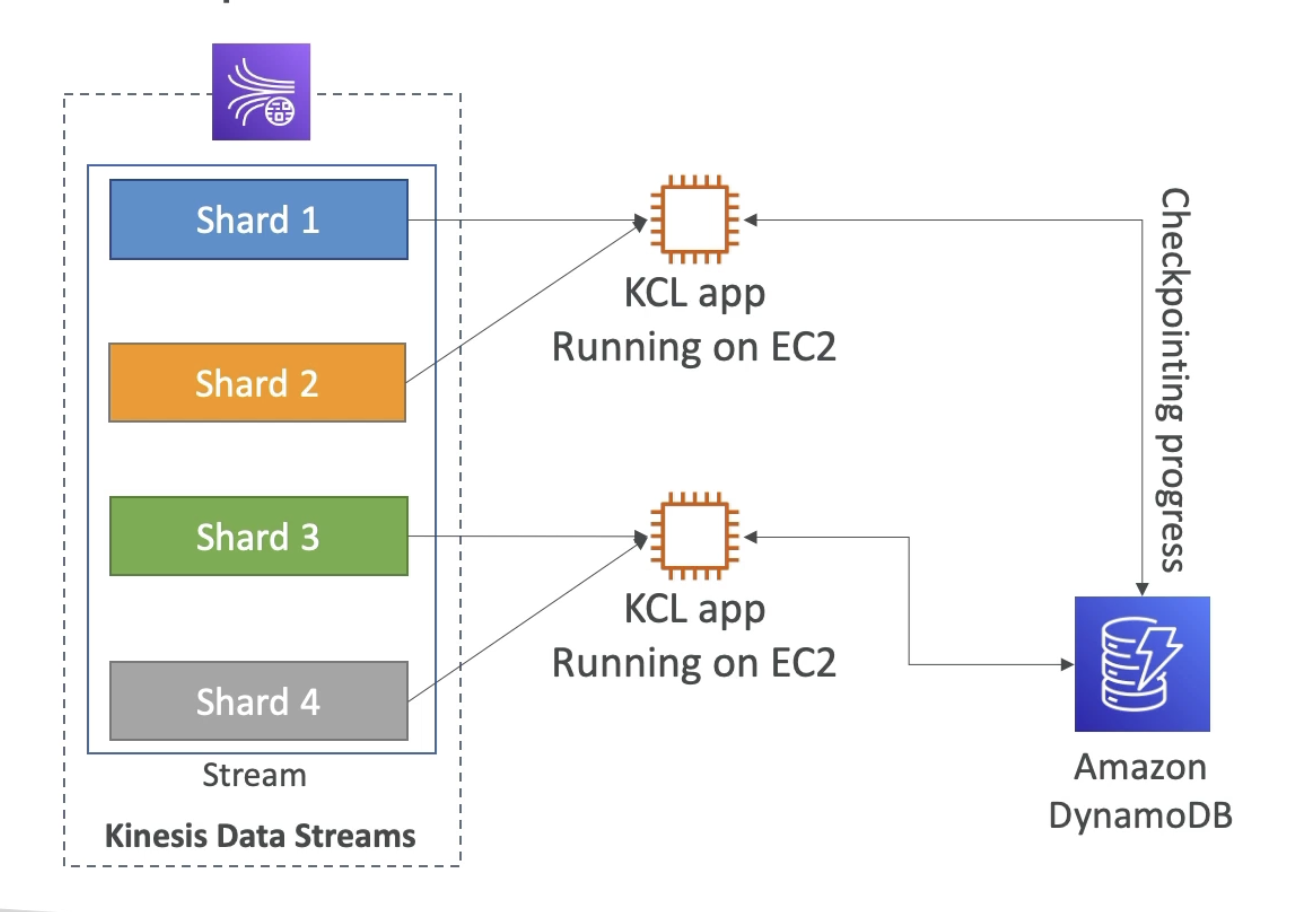 Shard 1
Shard 2
Shard 3
Shard 4
Stream
Kinesis Data Streams
KCL app
Running on EC2
KCL app
Running on EC2
Checkpointing progress
Amazon
DynamoDB